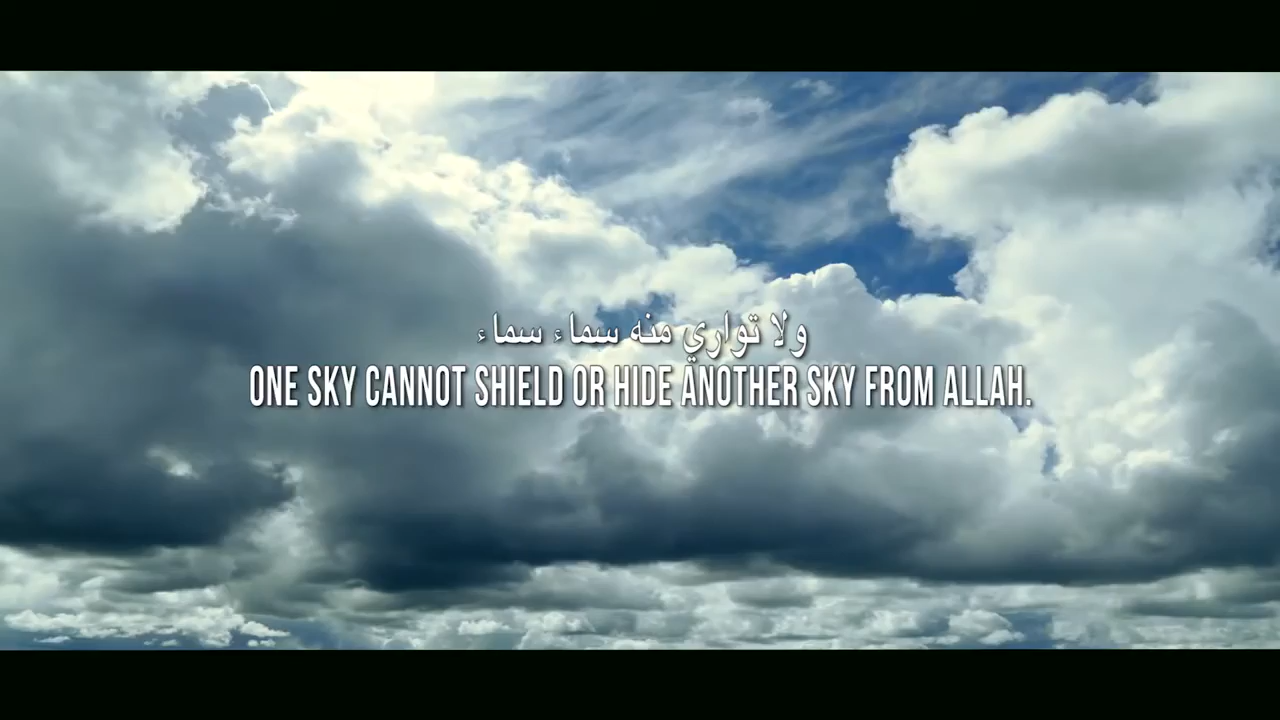 ولا تواري منه سماء سماء
ONE SKY CANNOT SHIELD OR HIDE ANOTHER SKY FROM ALLAH.